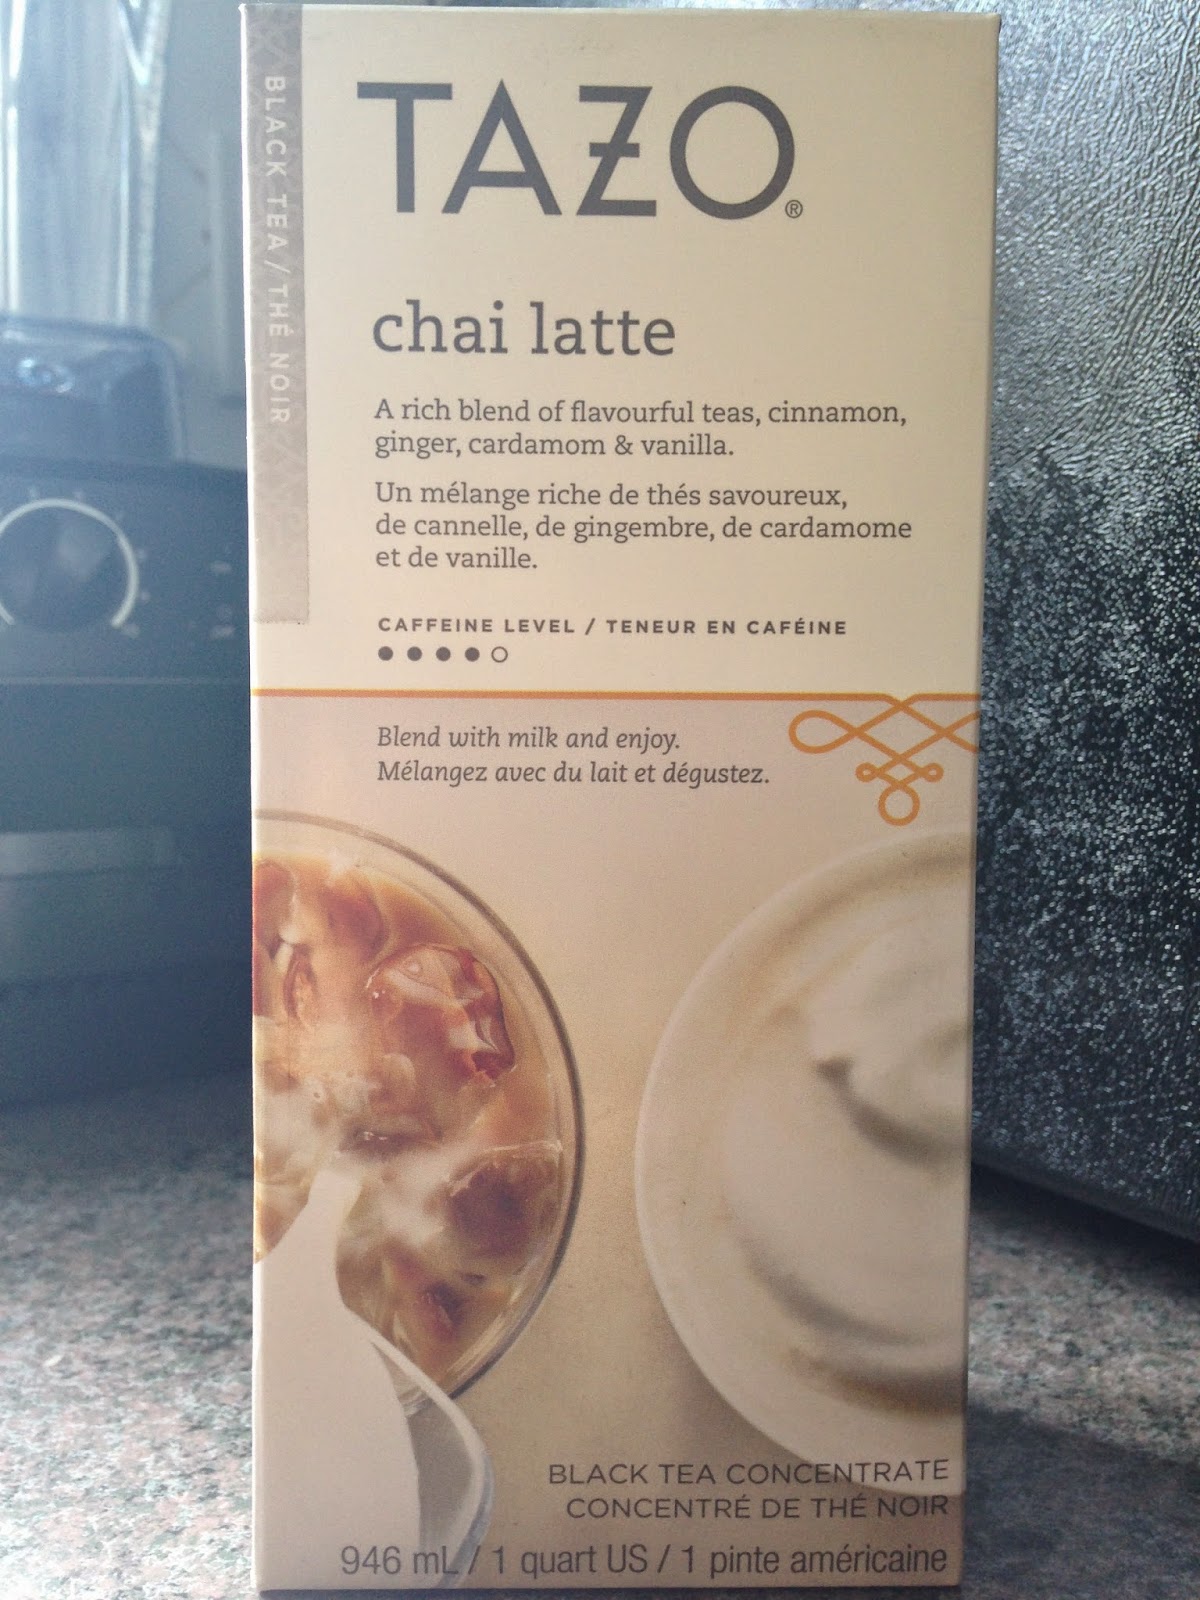 BLACK TEA / THÉ NOIR
TAZO®
chai latte
A rich blend of flavourful teas, cinnamon,
ginger, cardamom & vanilla.
Un mélange riche de thés savoureux,
de cannelle, de gingembre, de cardamome
et de vanille.
CAFFEINE LEVEL / TENEUR EN CAFÉINE
Blend with milk and enjoy.
Mélangez avec du lait et dégustez.
BLACK TEA CONCENTRATE
CONCENTRÉ DE THÉ NOIR
946 mL / 1 quart US / 1 pinte américaine